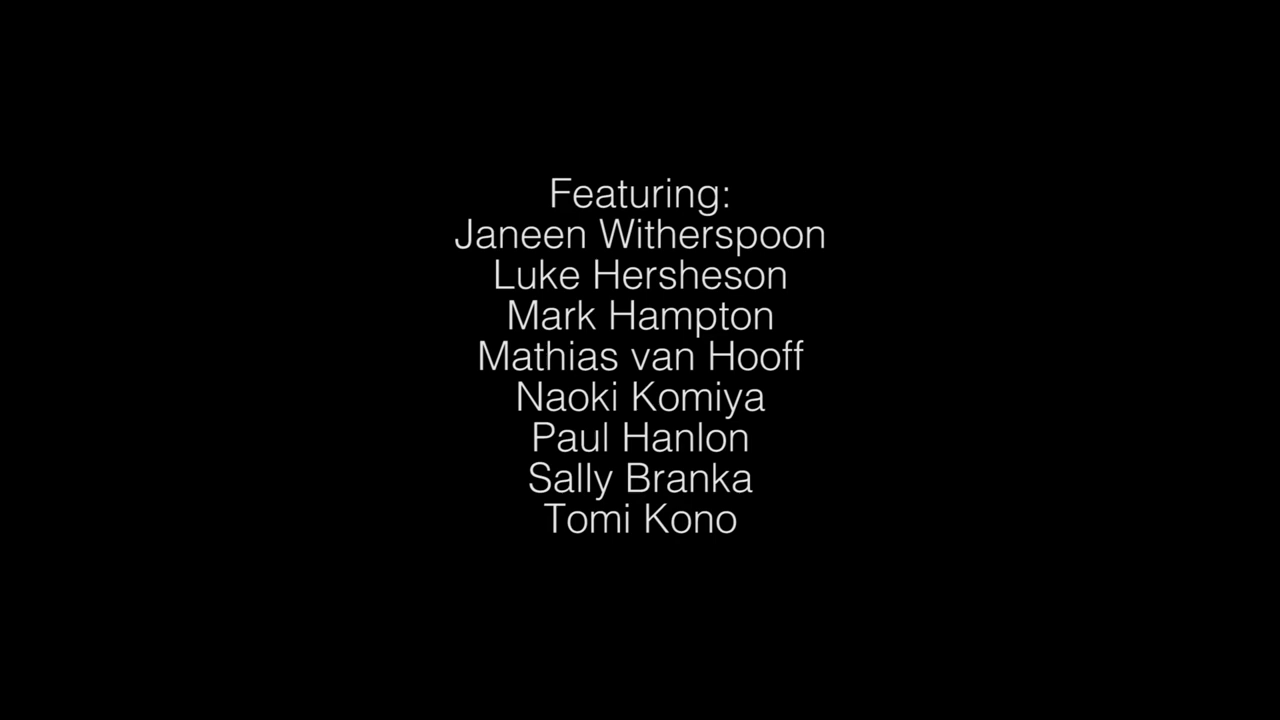 Featuring:
Janeen Witherspoon
Luke Hersheson
Mark Hampton
Mathias van Hooff
Naoki Komiya
Paul Hanlon
Sally Branka
Tomi Kono